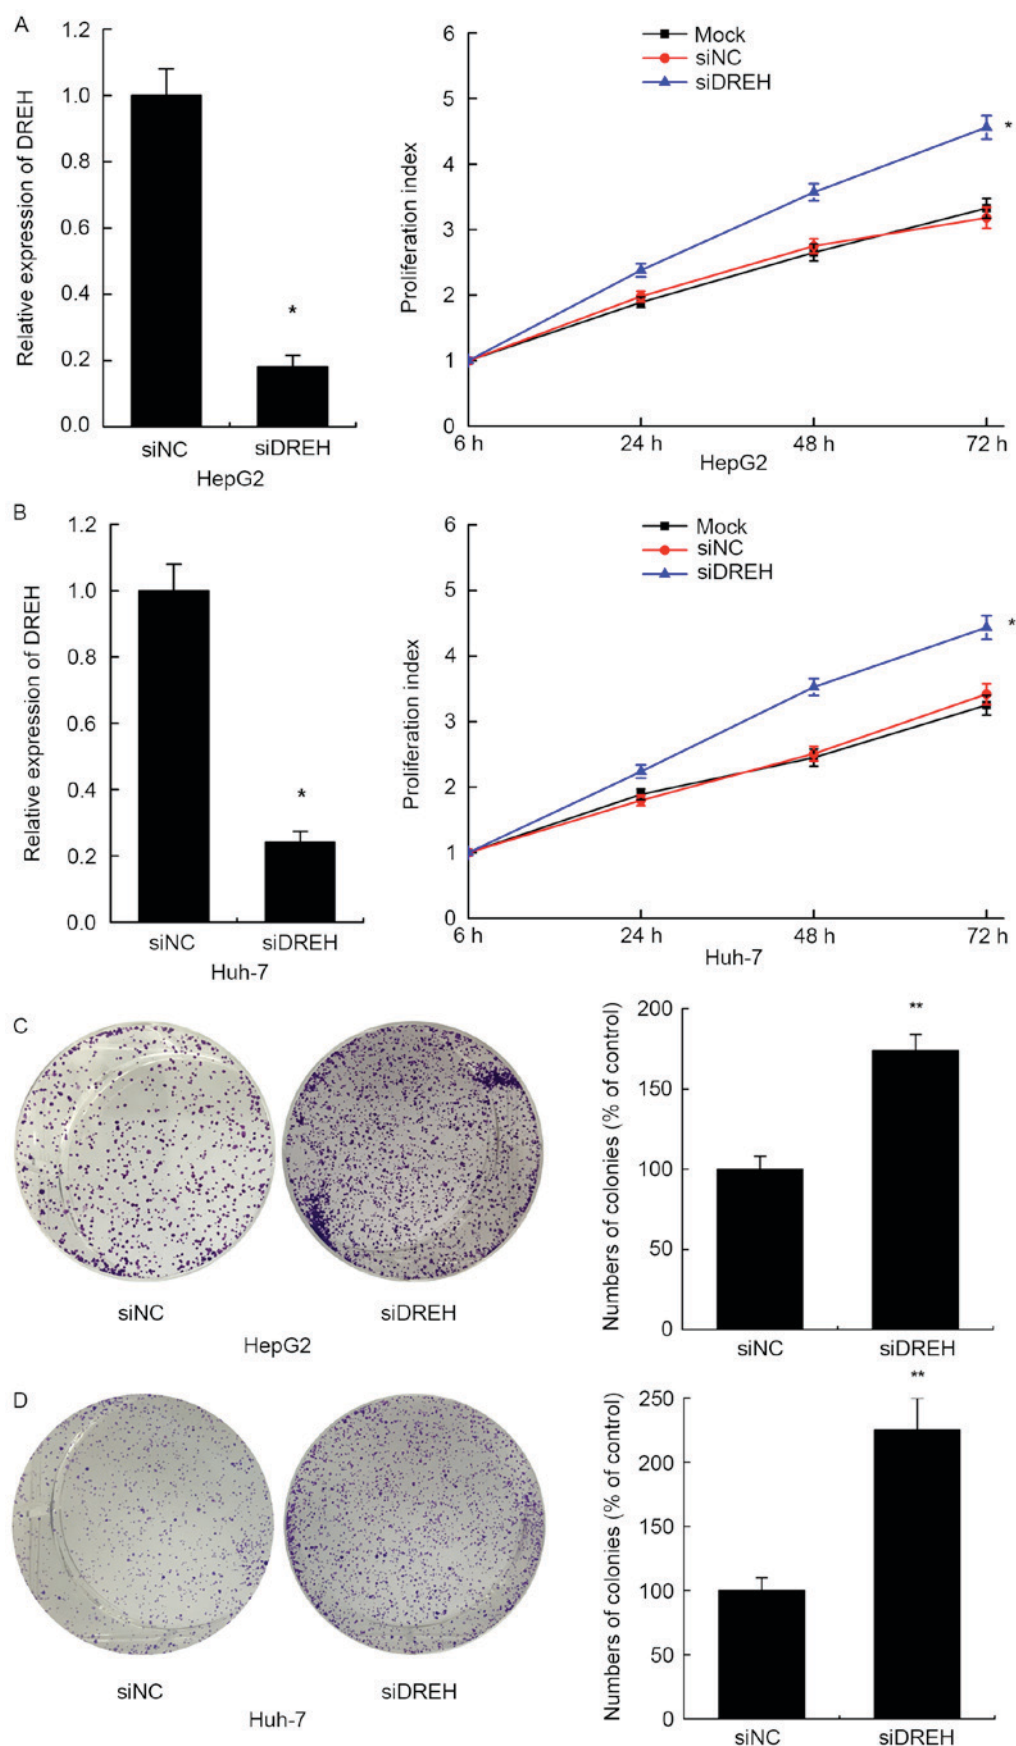 A
Relative expression of DREH
1.2
1.0
0.8
0.6
0.4
0.2
0.0
siNC
siDREH
HepG2
Mock
siNC
siDREH
Proliferation index
6
5
4
3
2
1
0
*
*
6 h
24 h
48 h
72 h
HepG2
B
Relative expression of DREH
1.2
1.0
0.8
0.6
0.4
0.2
0.0
*
siNC
siDREH
Huh-7
Mock
siNC
siDREH
Proliferation index
6
5
4
3
2
1
0
*
6 h
24 h
48 h
72 h
Huh-7
C
siNC
siDREH
HepG2
Numbers of colonies (% of control)
200
150
100
50
0
**
siNC
siDREH
D
siNC
siDREH
Huh-7
Numbers of colonies (% of control)
250
200
150
100
50
0
**
siNC
siDREH